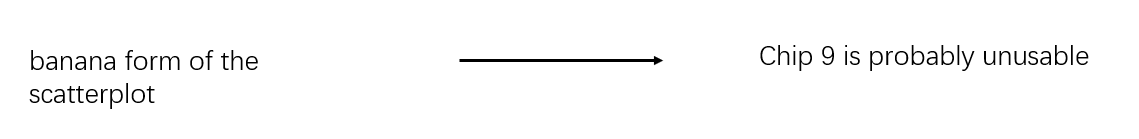 banana form of the
scatterplot
Chip 9 is probably unusable